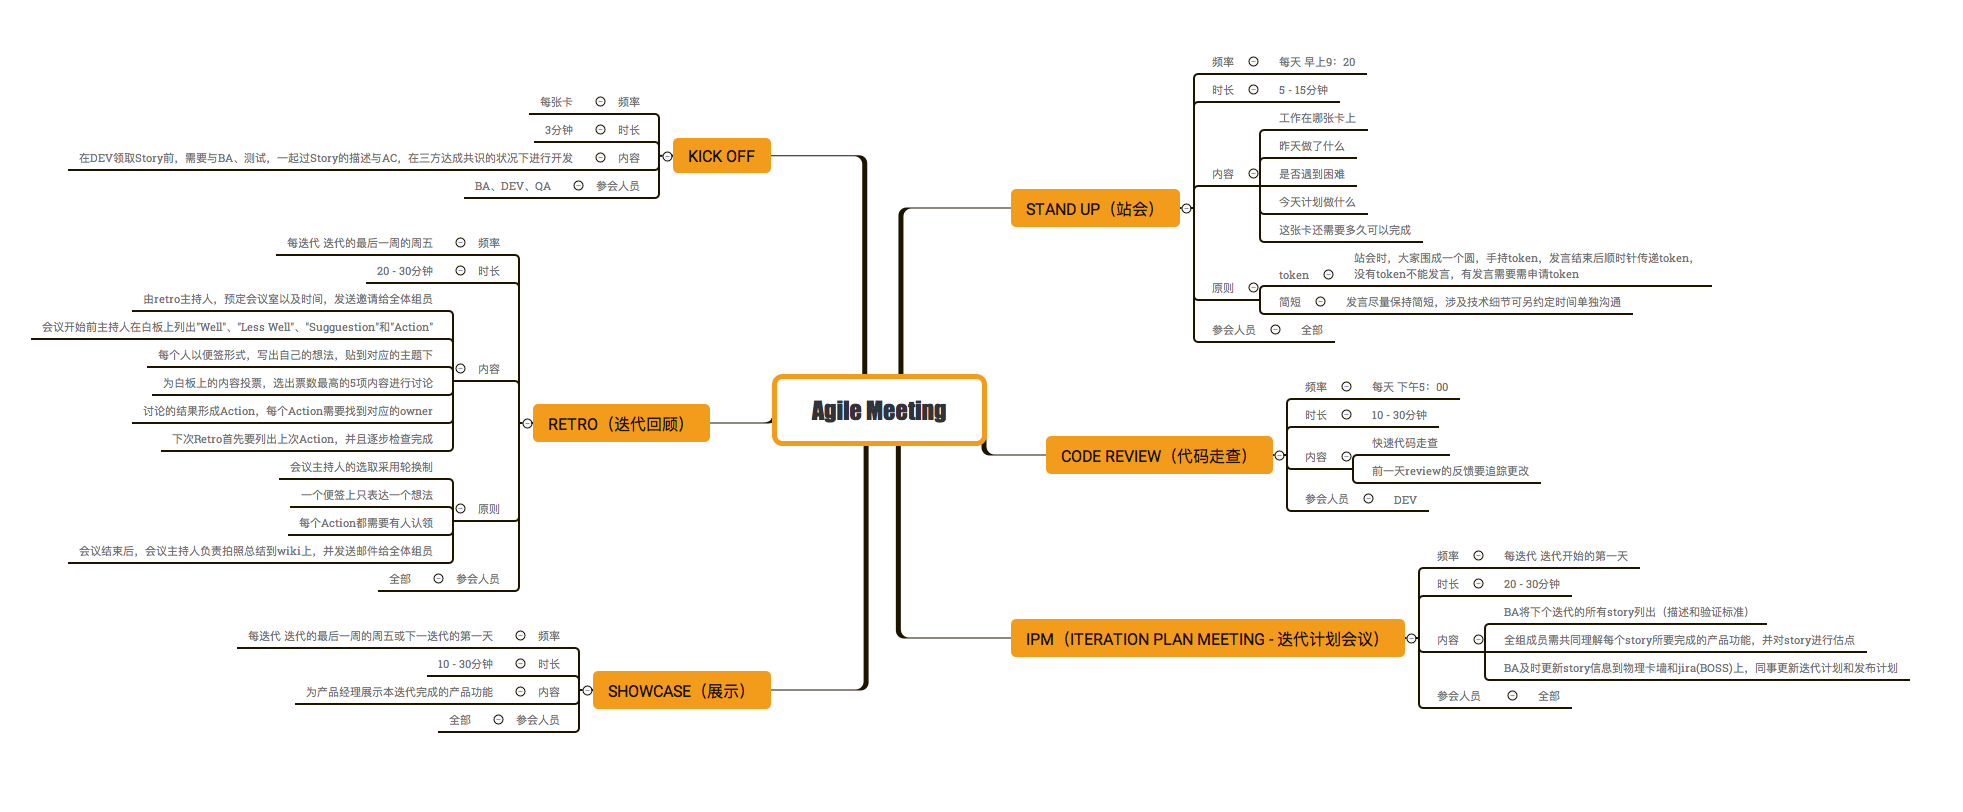 Agile Meeting
KICK OFF
每张卡
频率
3分钟
时长
在DEV领取Story前，需要与BA、测试，一起过Story的描述与AC，在三方达成共识的状况下进行开发
内容
BA、DEV、QA
参会人员
RETRO（迭代回顾）
每迭代 迭代的最后一周的周五
频率
20 - 30分钟
时长
由retro主持人，预定会议室以及时间，发送邀请给全体组员
会议开始前主持人在白板上列出"Well"、"Less Well"、"Sugguestion"和"Action"
每个人以便签形式，写出自己的想法，贴到对应的主题下
内容
为白板上的内容投票，选出票数最高的5项内容进行讨论
讨论的结果形成Action，每个Action需要找到对应的owner
下次Retro首先要列出上次Action，并且逐步检查完成
会议主持人的选取采用轮换制
一个便签上只表达一个想法
原则
每个Action都需要有人认领
会议结束后，会议主持人负责拍照总结到wiki上，并发送邮件给全体组员
全部
参会人员
SHOWCASE（展示）
每迭代 迭代的最后一周的周五或下一迭代的第一天
频率
10 - 30分钟
时长
为产品经理展示本迭代完成的产品功能
内容
全部
参会人员
STAND UP（站会）
频率
每天 早上9：20
时长
5 - 15分钟
工作在哪张卡上
昨天做了什么
内容
是否遇到困难
今天计划做什么
这张卡还需要多久可以完成
原则
token
站会时，大家围成一个圆，手持token，发言结束后顺时针传递token，
没有token不能发言，有发言需要需申请token
简短
发言尽量保持简短，涉及技术细节可另约定时间单独沟通
参会人员
全部
CODE REVIEW（代码走查）
频率
每天 下午5：00
时长
10 - 30分钟
内容
快速代码走查
前一天review的反馈要追踪更改
参会人员
DEV
IPM（ITERATION PLAN MEETING - 迭代计划会议）
频率
每迭代 迭代开始的第一天
时长
20 - 30分钟
BA将下个迭代的所有story列出（描述和验证标准）
内容
全组成员需共同理解每个story所要完成的产品功能，并对story进行估点
BA及时更新story信息到物理卡墙和jira(BOSS)上，同事更新迭代计划和发布计划
参会人员
全部